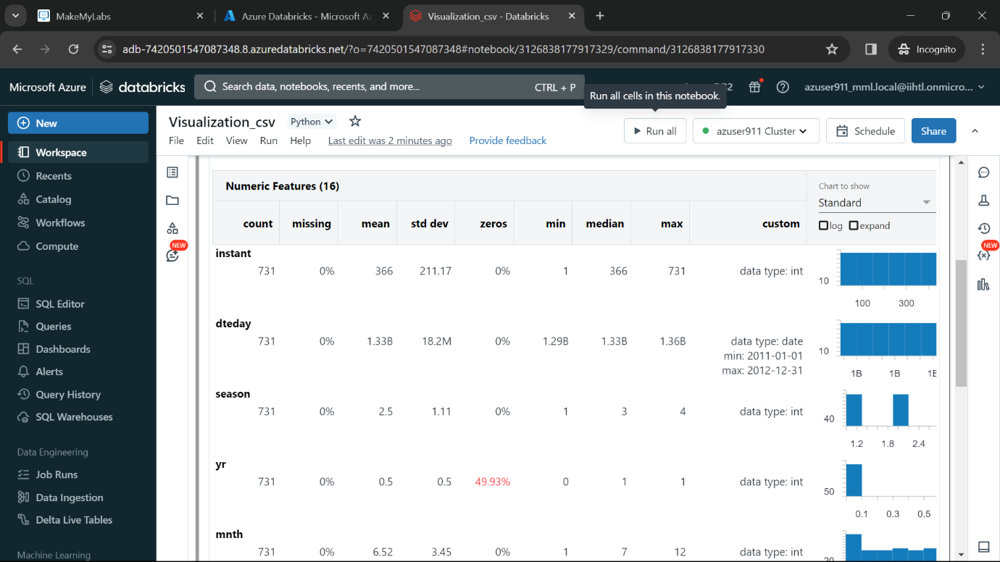 MakeMyLabs
Azure Databricks - Microsoft Az
Visualization_csv - Databricks
adb-7420501547087348.8.azuredatabricks.net/?o=7420501547087348#notebook/3126838177917329/command/3126838177917330
Incognito
Microsoft Azure
databricks
Search data, notebooks, recents, and more...
CTRL + P
azuser911_mml.local@iihtl.onmicro...
Run all cells in this notebook.
New
Visualization_csv
Python
Run all
azuser911 Cluster
Schedule
Share
File
Edit
View
Run
Help
Last edit was 2 minutes ago
Provide feedback
Workspace
Recents
Catalog
Workflows
Compute
SQL
SQL Editor
Queries
Dashboards
Alerts
Query History
SQL Warehouses
Data Engineering
Job Runs
Data Ingestion
Delta Live Tables
Machine Learning
NEW
Numeric Features (16)
Chart to show
Standard
count missing mean std dev zeros min median max custom
log expand
instant
731 0% 366 211.17 0% 1 366 731 data type: int
10
100 300
dteday
731 0% 1.33B 18.2M 0% 1.29B 1.33B 1.36B data type: date
min: 2011-01-01
max: 2012-12-31
10
1B 1B 1B
season
731 0% 2.5 1.11 0% 1 3 4 data type: int
40
1.2 1.8 2.4
yr
731 0% 0.5 0.5 49.93% 0 1 1 data type: int
50
0.1 0.3 0.5
mnth
731 0% 6.52 3.45 0% 1 7 12 data type: int
20
NEW